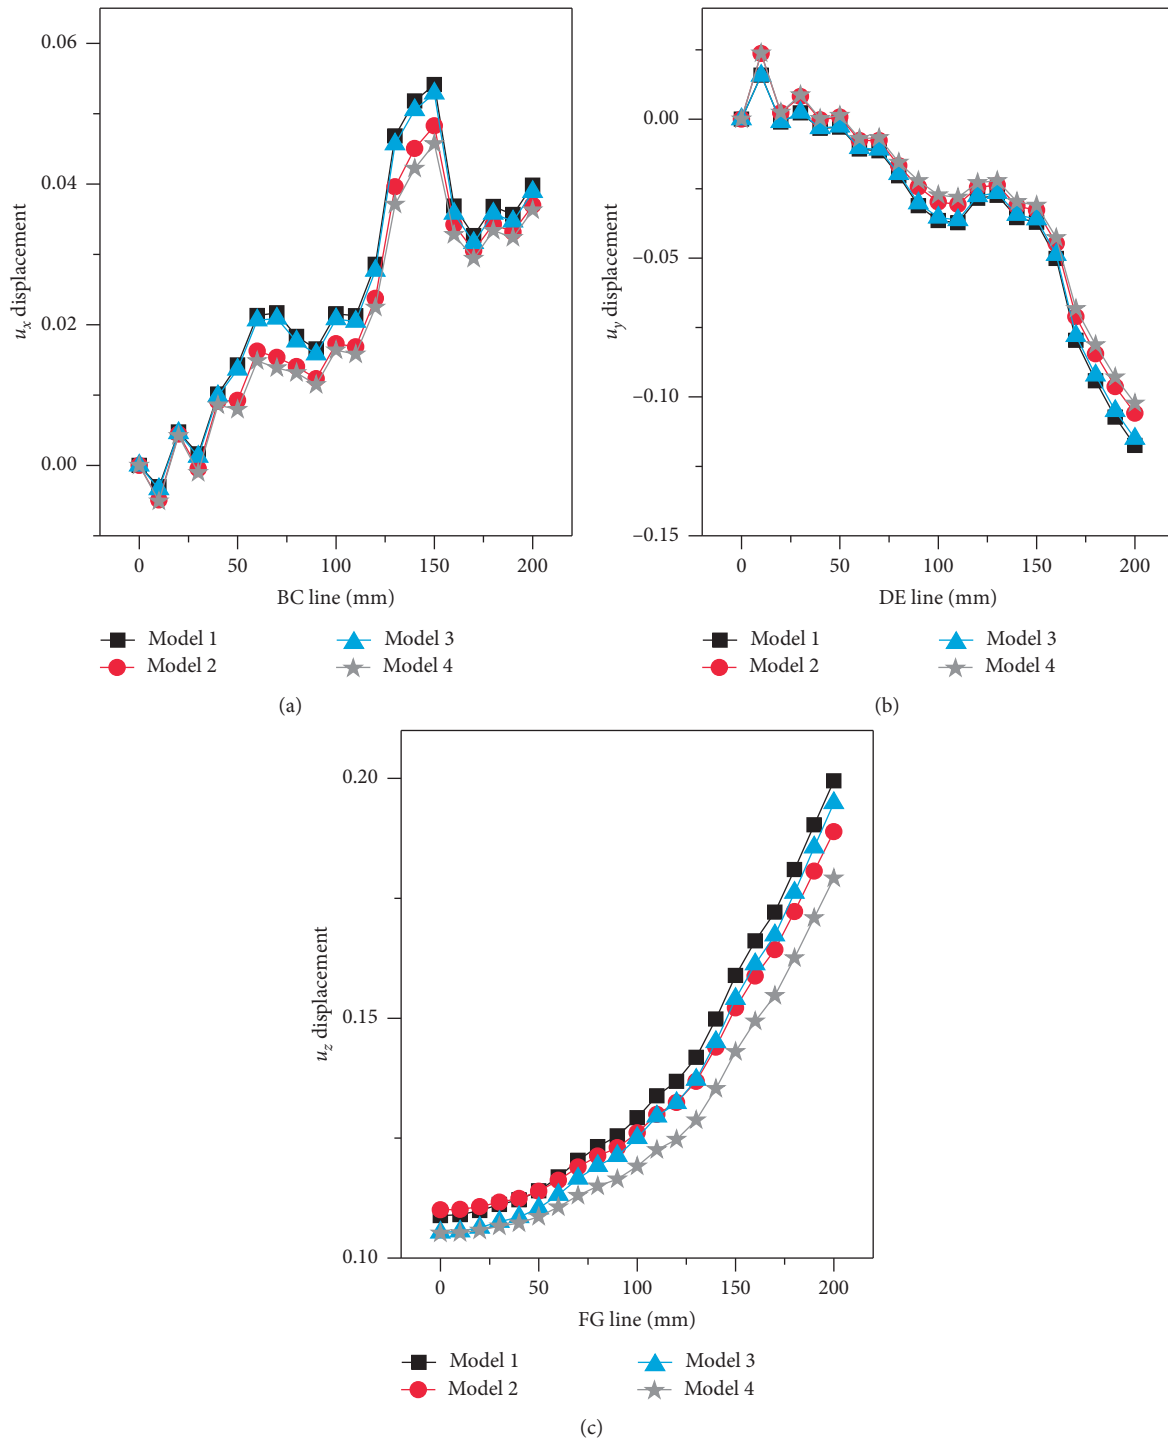 0.06
0.04
0.02
0.00
u_x displacement
0 50 100 150 200
BC line (mm)
Model 1 Model 3
Model 2 Model 4
(a)
0.00
–0.05
–0.10
–0.15
u_y displacement
0 50 100 150 200
DE line (mm)
Model 1 Model 3
Model 2 Model 4
(b)
0.20
0.15
0.10
u_z displacement
0 50 100 150 200
FG line (mm)
Model 1 Model 3
Model 2 Model 4
(c)